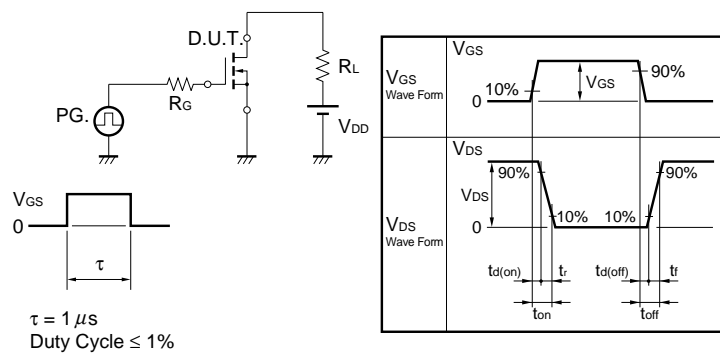 D.U.T.
RL
RG
PG.
VDD
VGS
0
τ
τ = 1 μs
Duty Cycle ≤ 1%
VGS
Wave Form
VGS
10%
0
VGS
90%
VDS
Wave Form
VDS
90%
VDS
0
10%
10%
90%
td(on)
tr
td(off)
tf
ton
toff